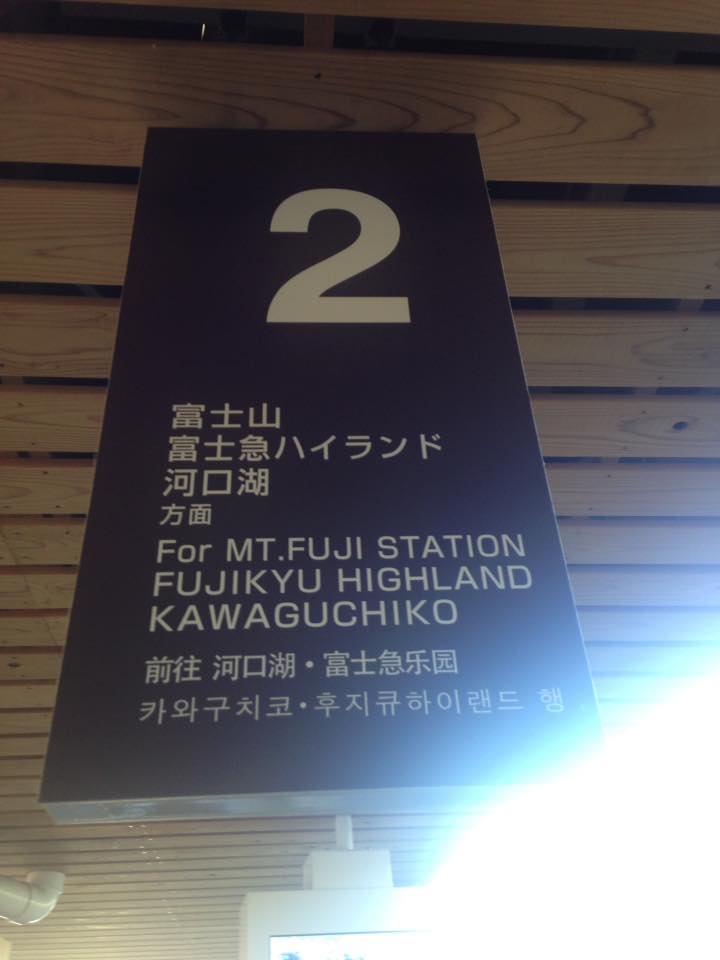 2
富士山
富士急ハイランド
河口湖
方面
For MT.FUJI STATION
FUJIKYU HIGHLAND
KAWAGUCHIKO
前往 河口湖・富士急乐园
카와구치코・후지큐하이랜드 행